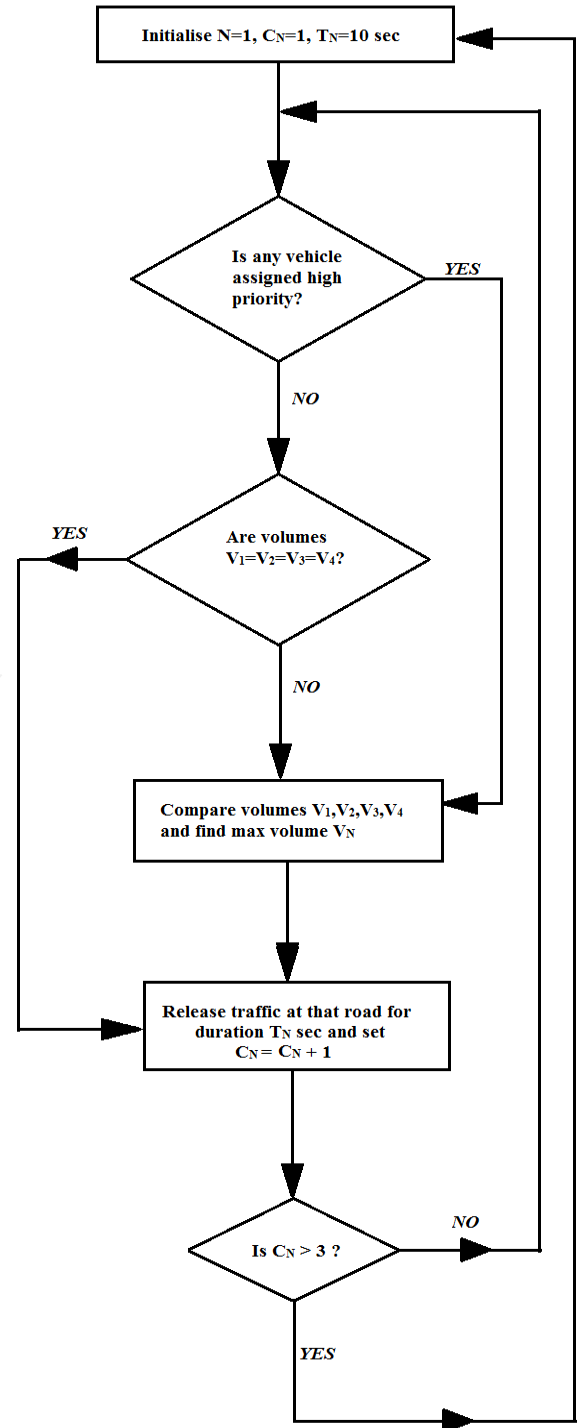 Initialise N=1, CN=1, TN=10 sec
Is any vehicle
assigned high
priority?
YES
NO
Are volumes
V1=V2=V3=V4?
YES
NO
Compare volumes V1,V2,V3,V4
and find max volume VN
Release traffic at that road for
duration TN sec and set
CN= CN + 1
Is CN > 3 ?
NO
YES